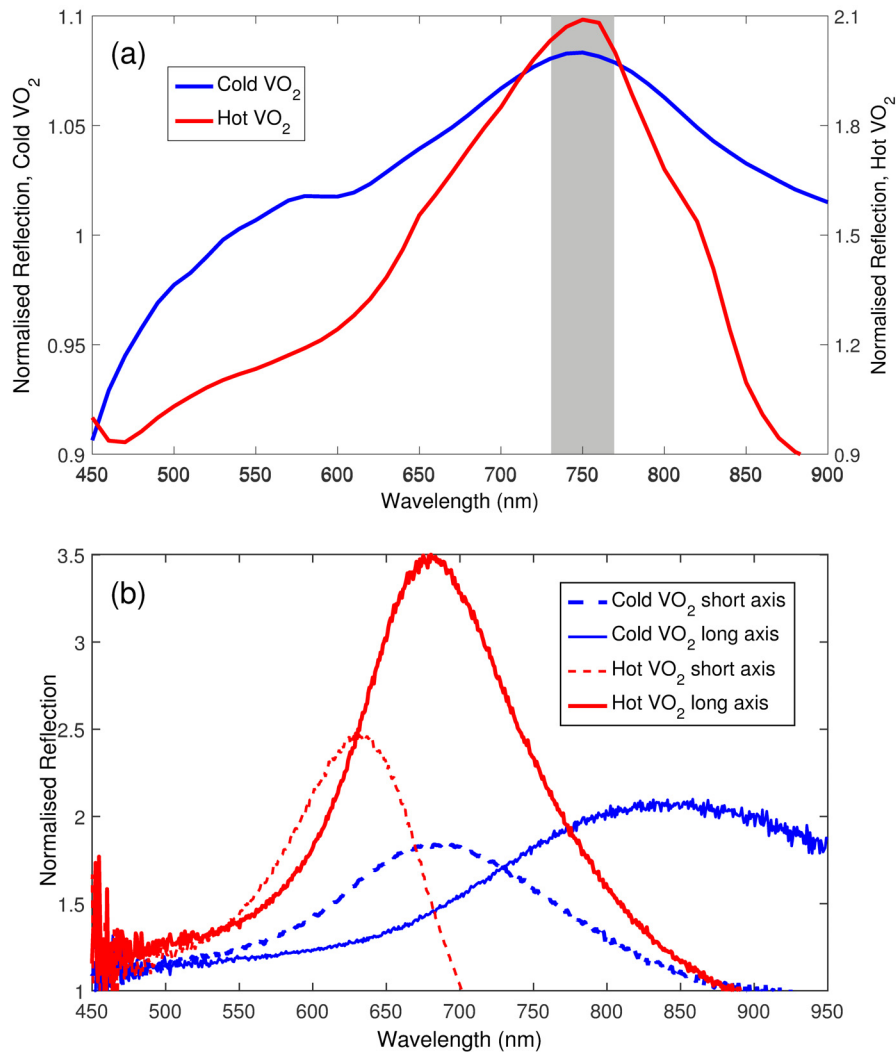 (a)
Cold VO2
Hot VO2
Normalised Reflection, Cold VO2
1.1
1.05
1
0.95
0.9
Normalised Reflection, Hot VO2
2.1
1.8
1.5
1.2
0.9
450 500 550 600 650 700 750 800 850 900
Wavelength (nm)
(b)
Cold VO2 short axis
Cold VO2 long axis
Hot VO2 short axis
Hot VO2 long axis
Normalised Reflection
3.5
3
2.5
2
1.5
1
450 500 550 600 650 700 750 800 850 900 950
Wavelength (nm)